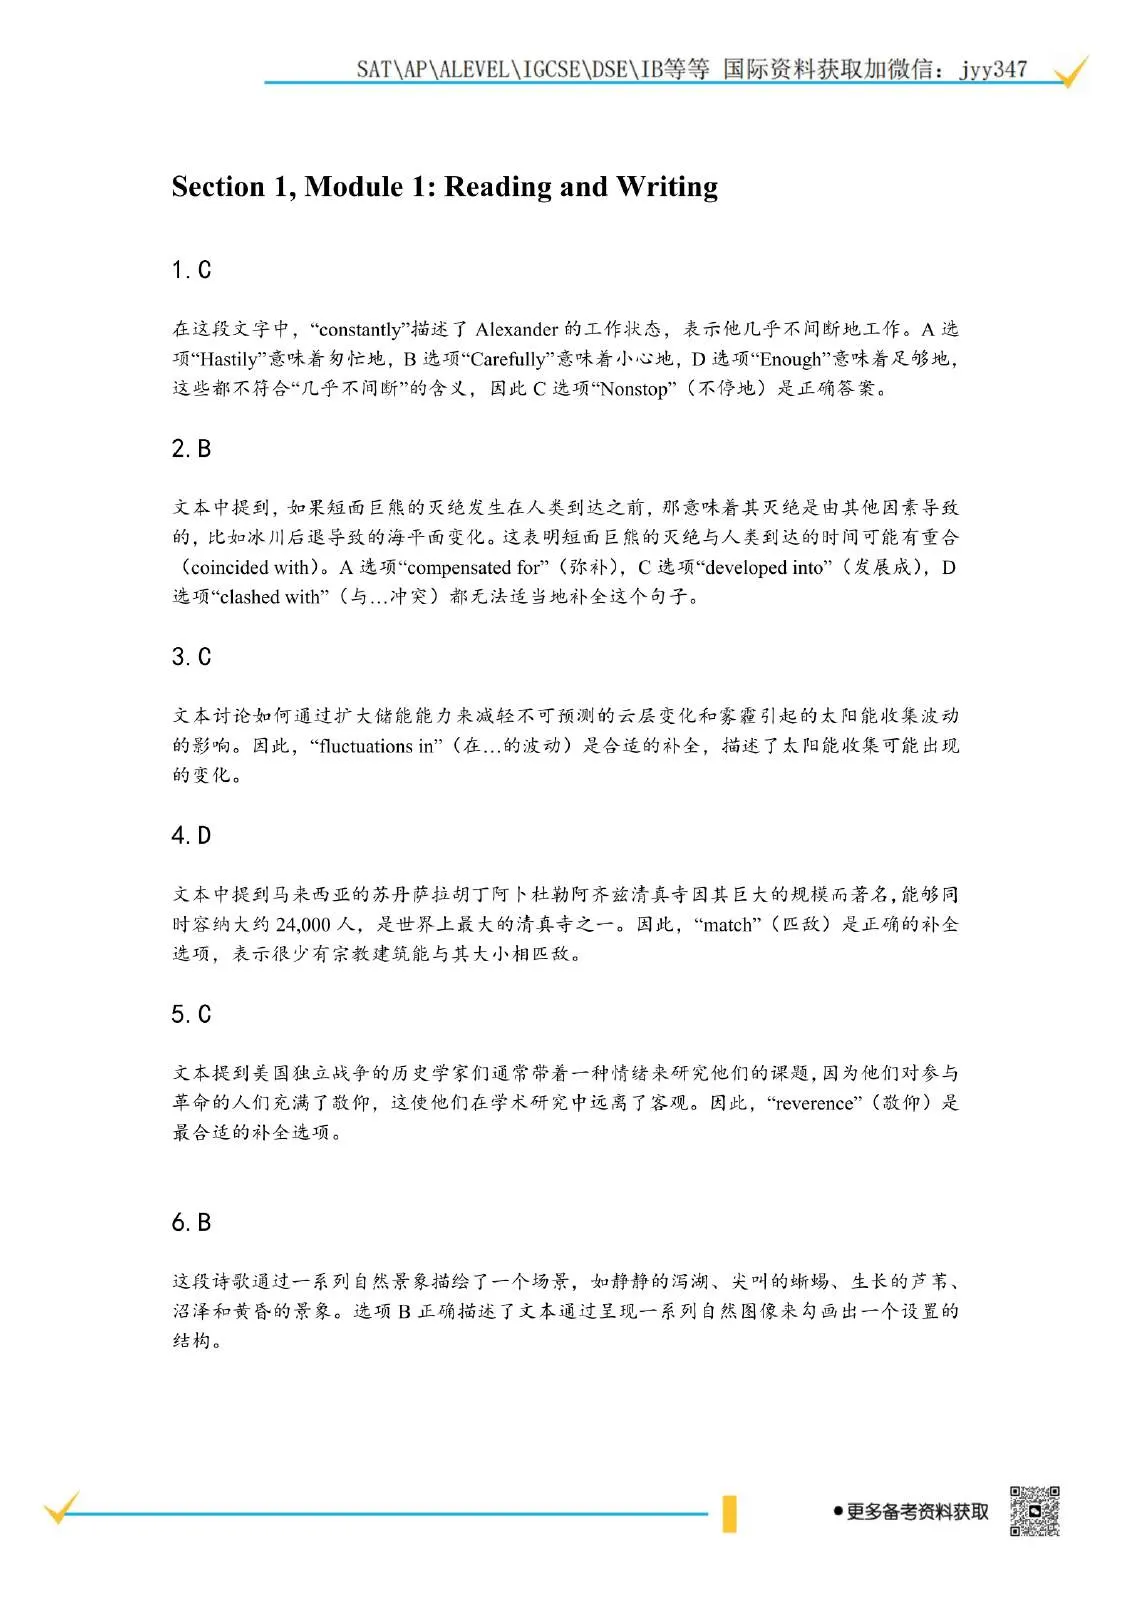 SAT\AP\ALEVEL\IGCSE\DSE\IB等等 国际资料获取加微信：jyy347
Section 1, Module 1: Reading and Writing
1. C
在这段文字中，“constantly”描述了 Alexander 的工作状态，表示他几乎不间断地工作。A 选
项“Hastily”意味着匆忙地，B 选项“Carefully”意味着小心地，D 选项“Enough”意味着足够地，
这些都不符合“几乎不间断”的含义，因此 C 选项“Nonstop”（不停地）是正确答案。
2. B
文本中提到，如果短面巨熊的灭绝发生在人类到达之前，那意味着其灭绝是由其他因素导致
的，比如冰川后退导致的海平面变化。这表明短面巨熊的灭绝与人类到达的时间可能有重合
（coincided with）。A 选项“compensated for”（弥补），C 选项“developed into”（发展成），D
选项“clashed with”（与…冲突）都无法适当地补全这个句子。
3. C
文本讨论如何通过扩大储能能力来减轻不可预测的云层变化和雾霾引起的太阳能收集波动
的影响。因此，“fluctuations in”（在…的波动）是合适的补全，描述了太阳能收集可能出现
的变化。
4. D
文本中提到马来西亚的苏丹萨拉胡丁阿卜杜勒阿齐兹清真寺因其巨大的规模而著名，能够同
时容纳大约 24,000 人，是世界上最大的清真寺之一。因此，“match”（匹敌）是正确的补全
选项，表示很少有宗教建筑能与其大小相匹敌。
5. C
文本提到美国独立战争的历史学家们通常带着一种情绪来研究他们的课题，因为他们对参与
革命的人们充满了敬仰，这使他们在学术研究中远离了客观。因此，“reverence”（敬仰）是
最合适的补全选项。
6. B
这段诗歌通过一系列自然景象描绘了一个场景，如静静的泻湖、尖叫的蜥蜴、生长的芦苇、
沼泽和黄昏的景象。选项 B 正确描述了文本通过呈现一系列自然图像来勾画出一个设置的
结构。
●更多备考资料获取